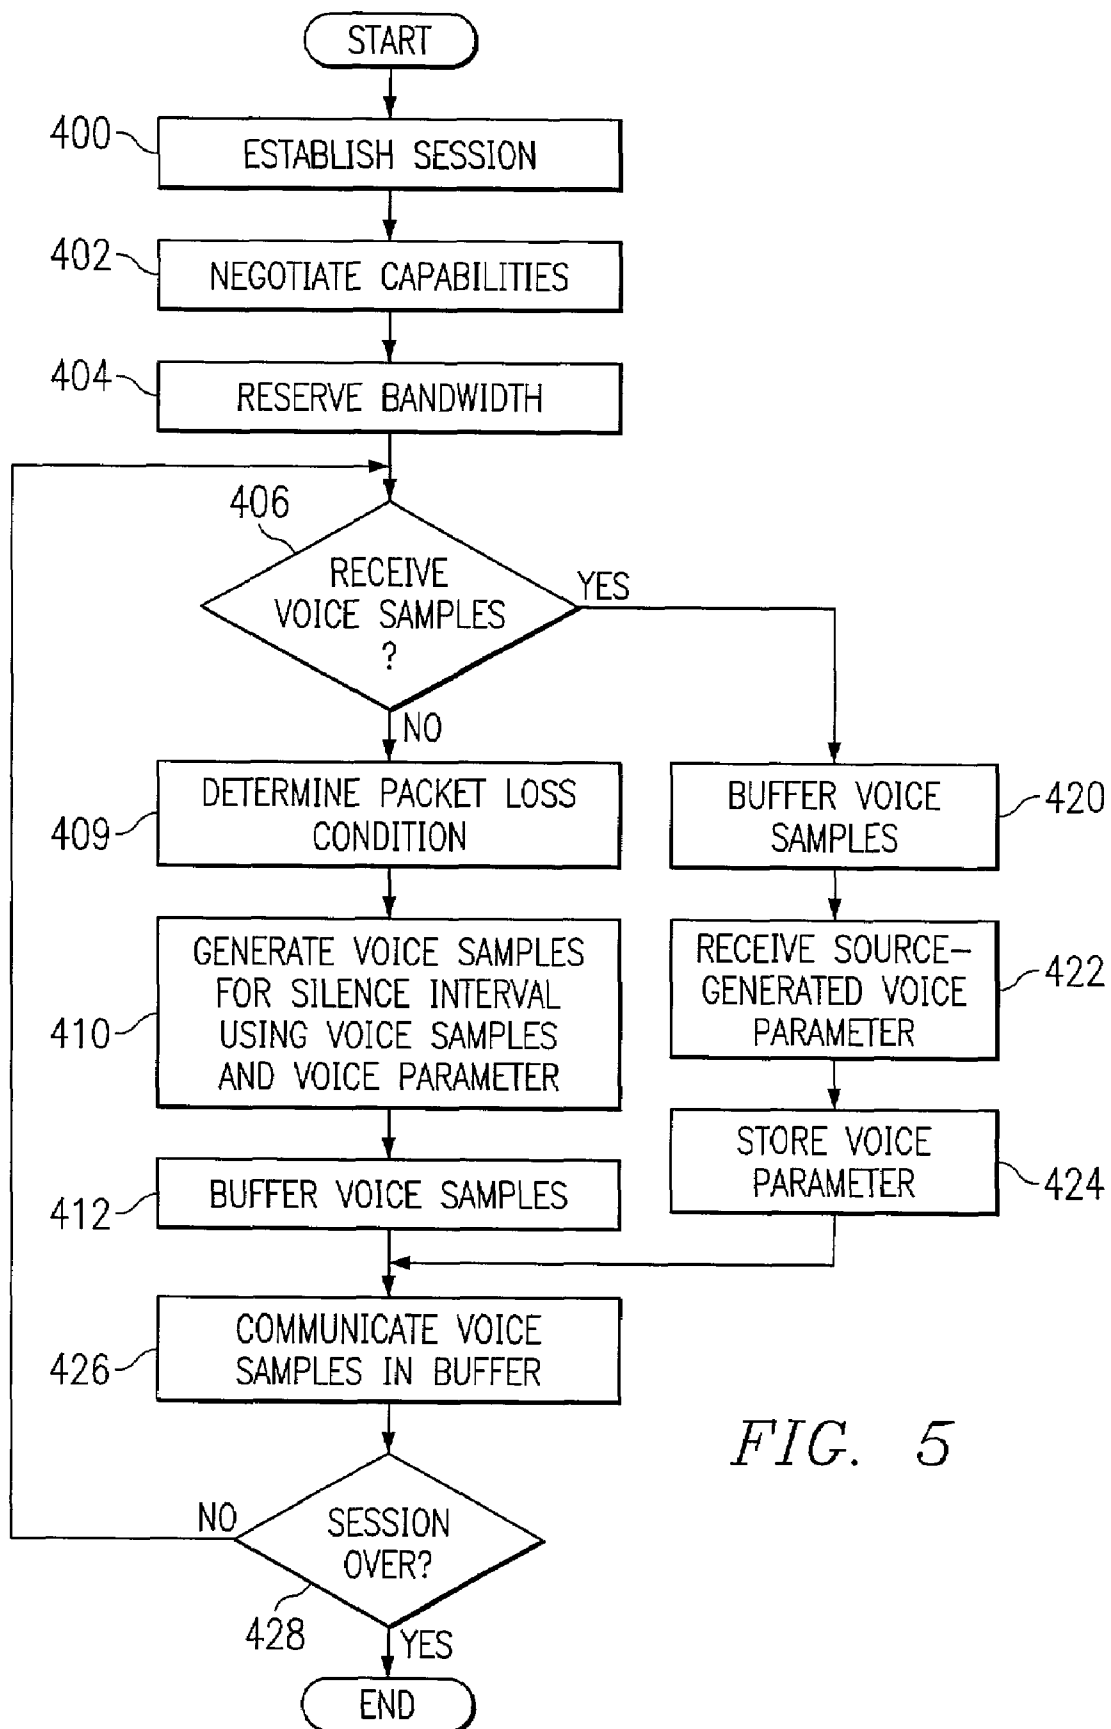 START
400
ESTABLISH SESSION
402
NEGOTIATE CAPABILITIES
404
RESERVE BANDWIDTH
406
RECEIVE
VOICE SAMPLES
?
YES
NO
409
DETERMINE PACKET LOSS
CONDITION
BUFFER VOICE
SAMPLES
420
410
GENERATE VOICE SAMPLES
FOR SILENCE INTERVAL
USING VOICE SAMPLES
AND VOICE PARAMETER
RECEIVE SOURCE-
GENERATED VOICE
PARAMETER
422
412
BUFFER VOICE SAMPLES
STORE VOICE
PARAMETER
424
426
COMMUNICATE VOICE
SAMPLES IN BUFFER
FIG. 5
NO
SESSION
OVER?
428
YES
END